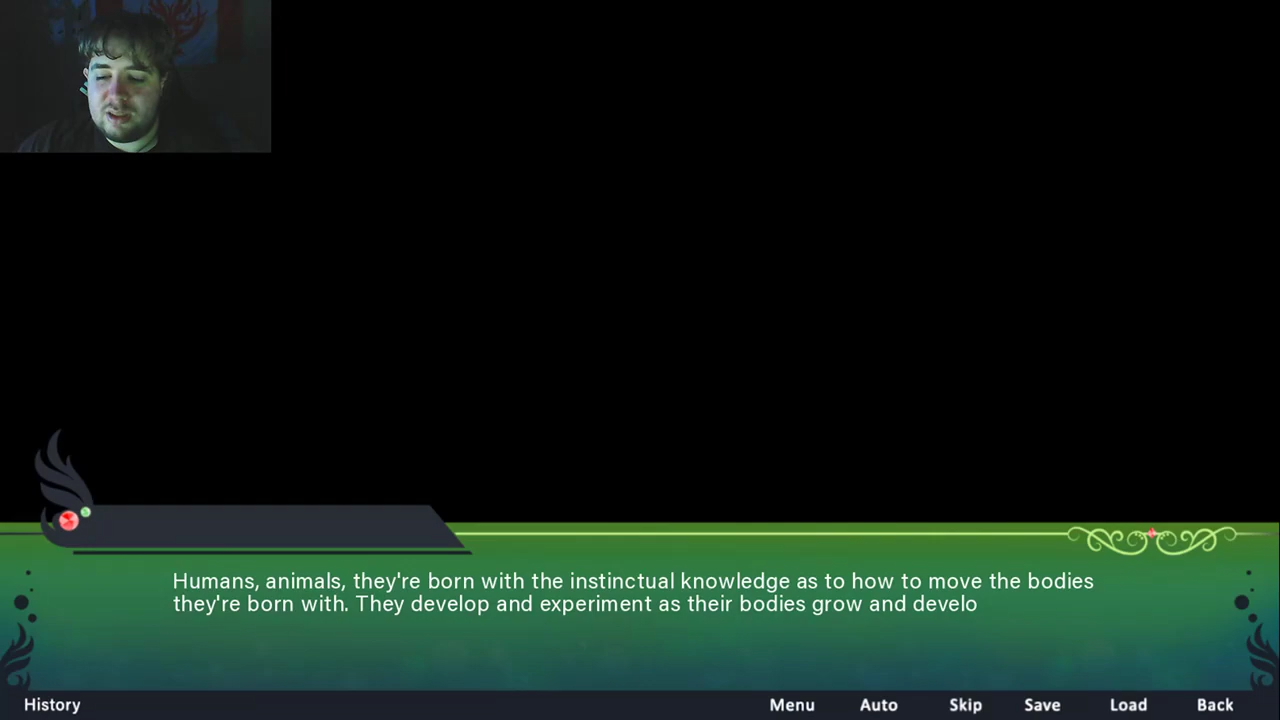 Humans, animals, they're born with the instinctual knowledge as to how to move the bodies
they're born with. They develop and experiment as their bodies grow and develo
History
Menu
Auto
Skip
Save
Load
Back